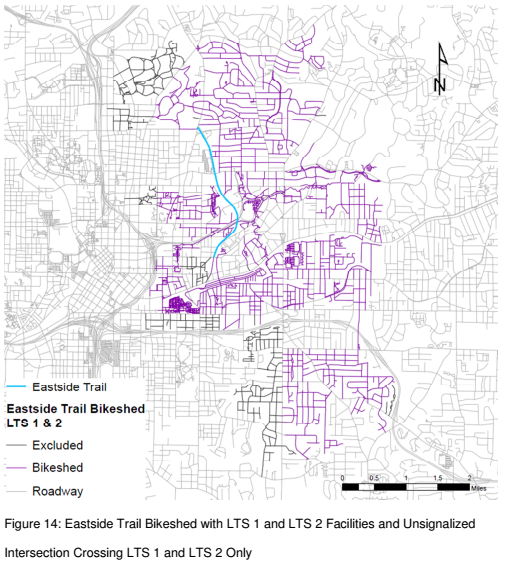 N
Eastside Trail
Eastside Trail Bikeshed
LTS 1 & 2
Excluded
Bikeshed
Roadway
0 0.5 1 1.5 2
Miles
Figure 14: Eastside Trail Bikeshed with LTS 1 and LTS 2 Facilities and Unsignalized
Intersection Crossing LTS 1 and LTS 2 Only